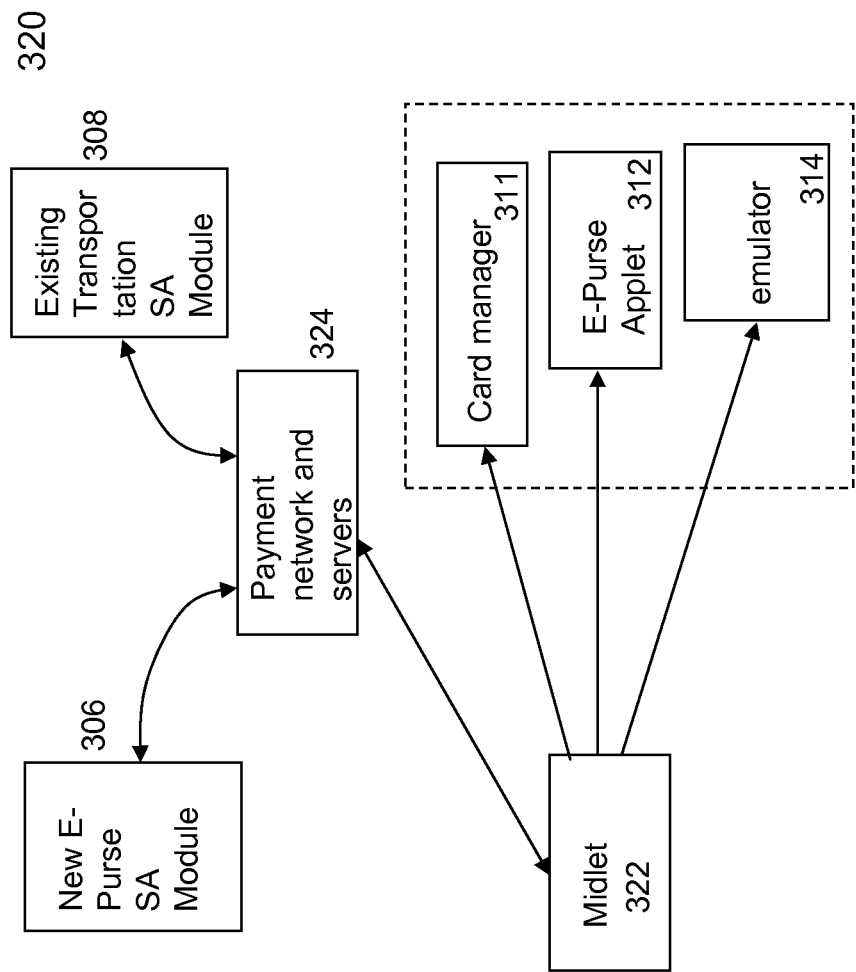 320
New E-
Purse
SA
Module
306
Existing
Transpor
tation
SA
Module
308
Payment
network and
servers
324
Midlet
322
Card manager
311
E-Purse
Applet
312
emulator
314